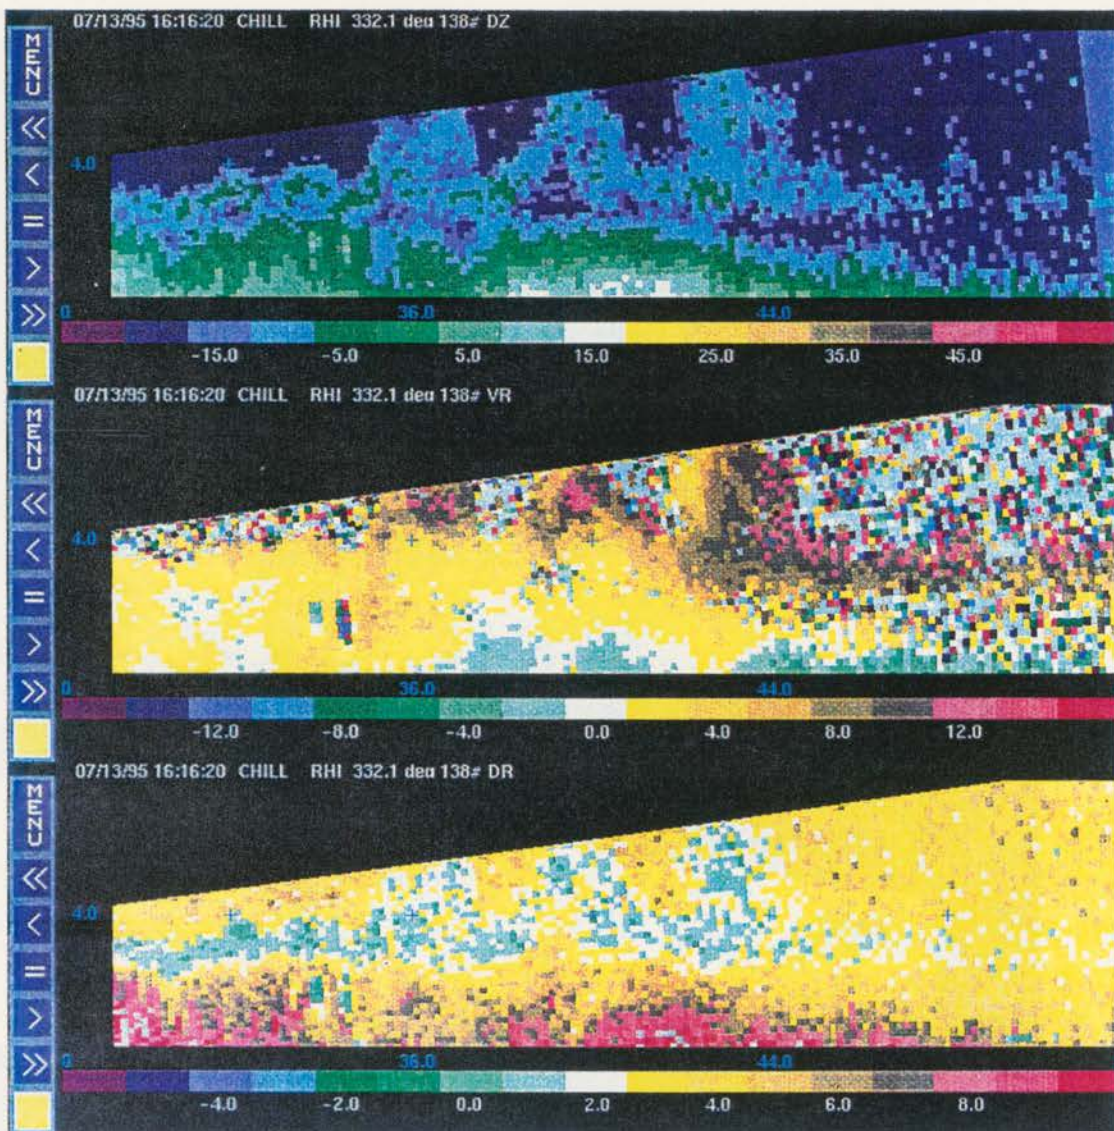 07/13/95 16:16:20 CHILL RHI 332.1 deg 138# DZ
MENU
<<
<
4.0
=
>
>>
0 36.0 44.0
-15.0 -5.0 5.0 15.0 25.0 35.0 45.0
07/13/95 16:16:20 CHILL RHI 332.1 deg 138# VR
MENU
<<
<
4.0
=
>
>>
0 36.0 44.0
-12.0 -8.0 -4.0 0.0 4.0 8.0 12.0
07/13/95 16:16:20 CHILL RHI 332.1 deg 138# DR
MENU
<<
<
4.0
=
>
>>
0 36.0 44.0
-4.0 -2.0 0.0 2.0 4.0 6.0 8.0